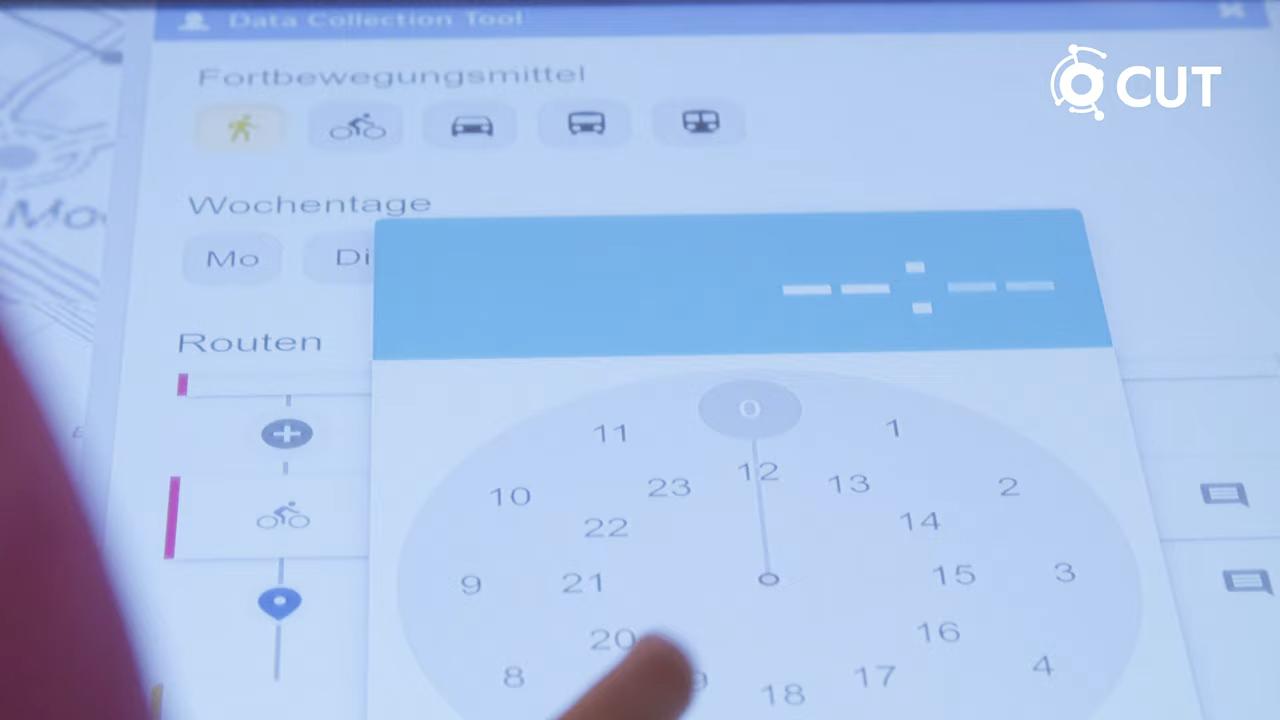 Data Collection Tool
CUT
Fortbewegungsmittel
Wochentage
Mo
Di
Routen
0
11
1
12
10
23
13
2
22
14
9
21
15
3
20
16
8
18
17
4